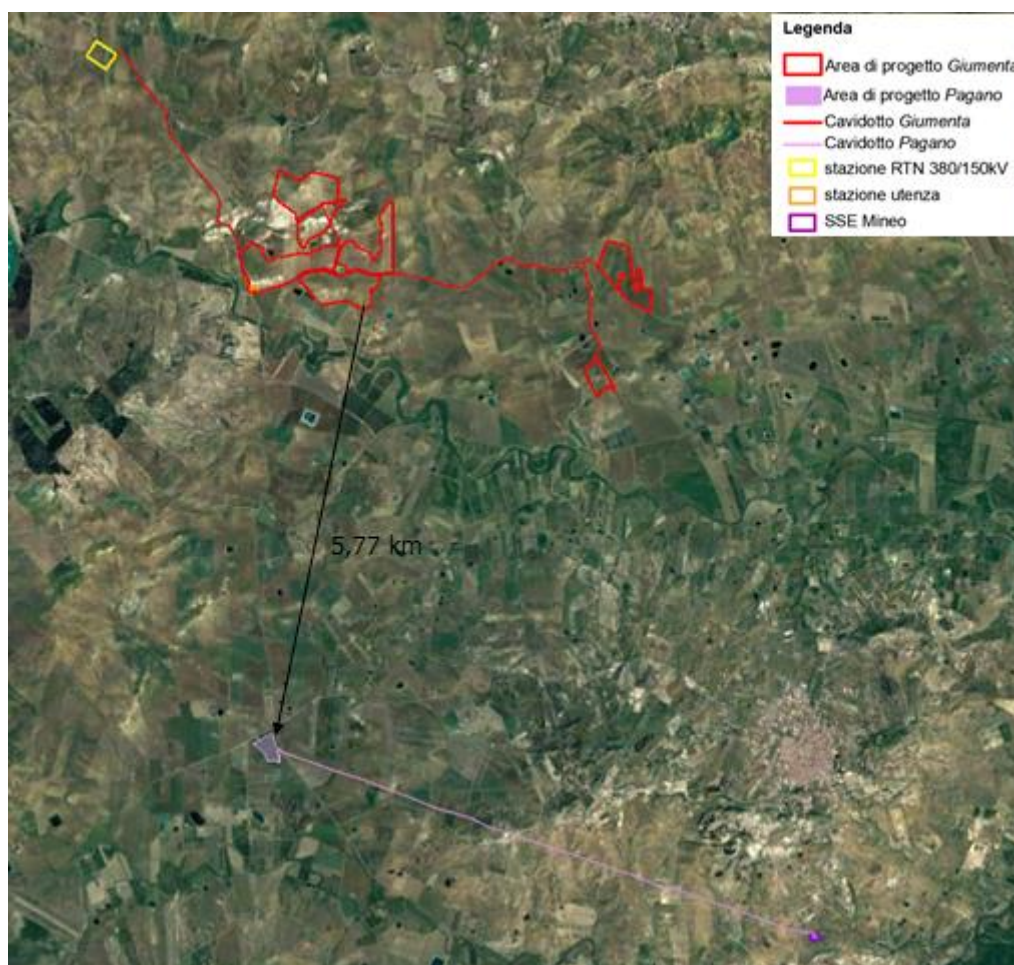 Legenda
Area di progetto Giumenta
Area di progetto Pagano
Cavidotto Giumenta
Cavidotto Pagano
stazione RTN 380/150kV
stazione utenza
SSE Mineo
5,77 km